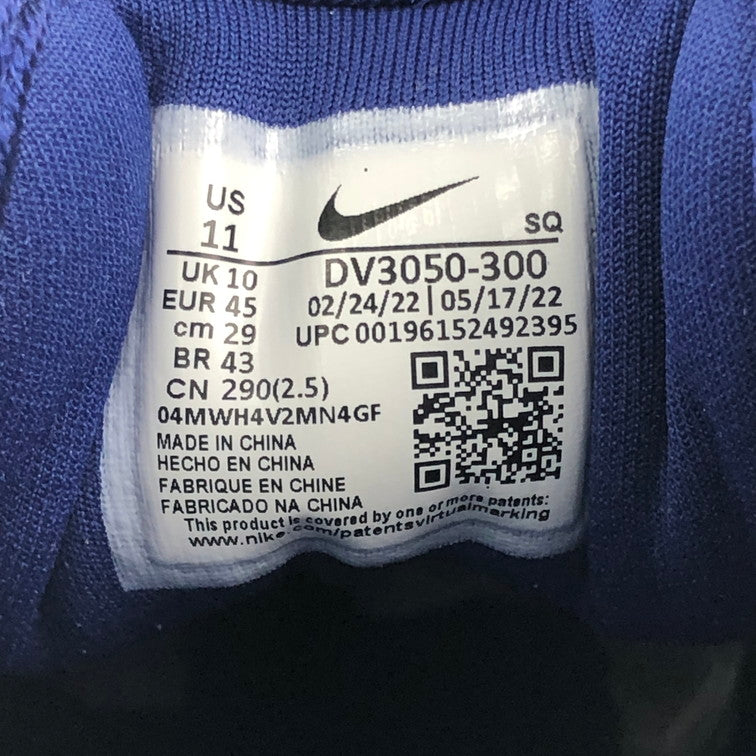 US
11
SQ
UK 10
DV3050-300
EUR 45
02/24/22 | 05/17/22
cm 29
UPC 00196152492395
BR 43
CN 290(2.5)
04MWH4V2MN4GF
MADE IN CHINA
HECHO EN CHINA
FABRIQUE EN CHINE
FABRICADO NA CHINA
This product is covered by one or more patents:
www.nike.com/patentsvirtualmarking